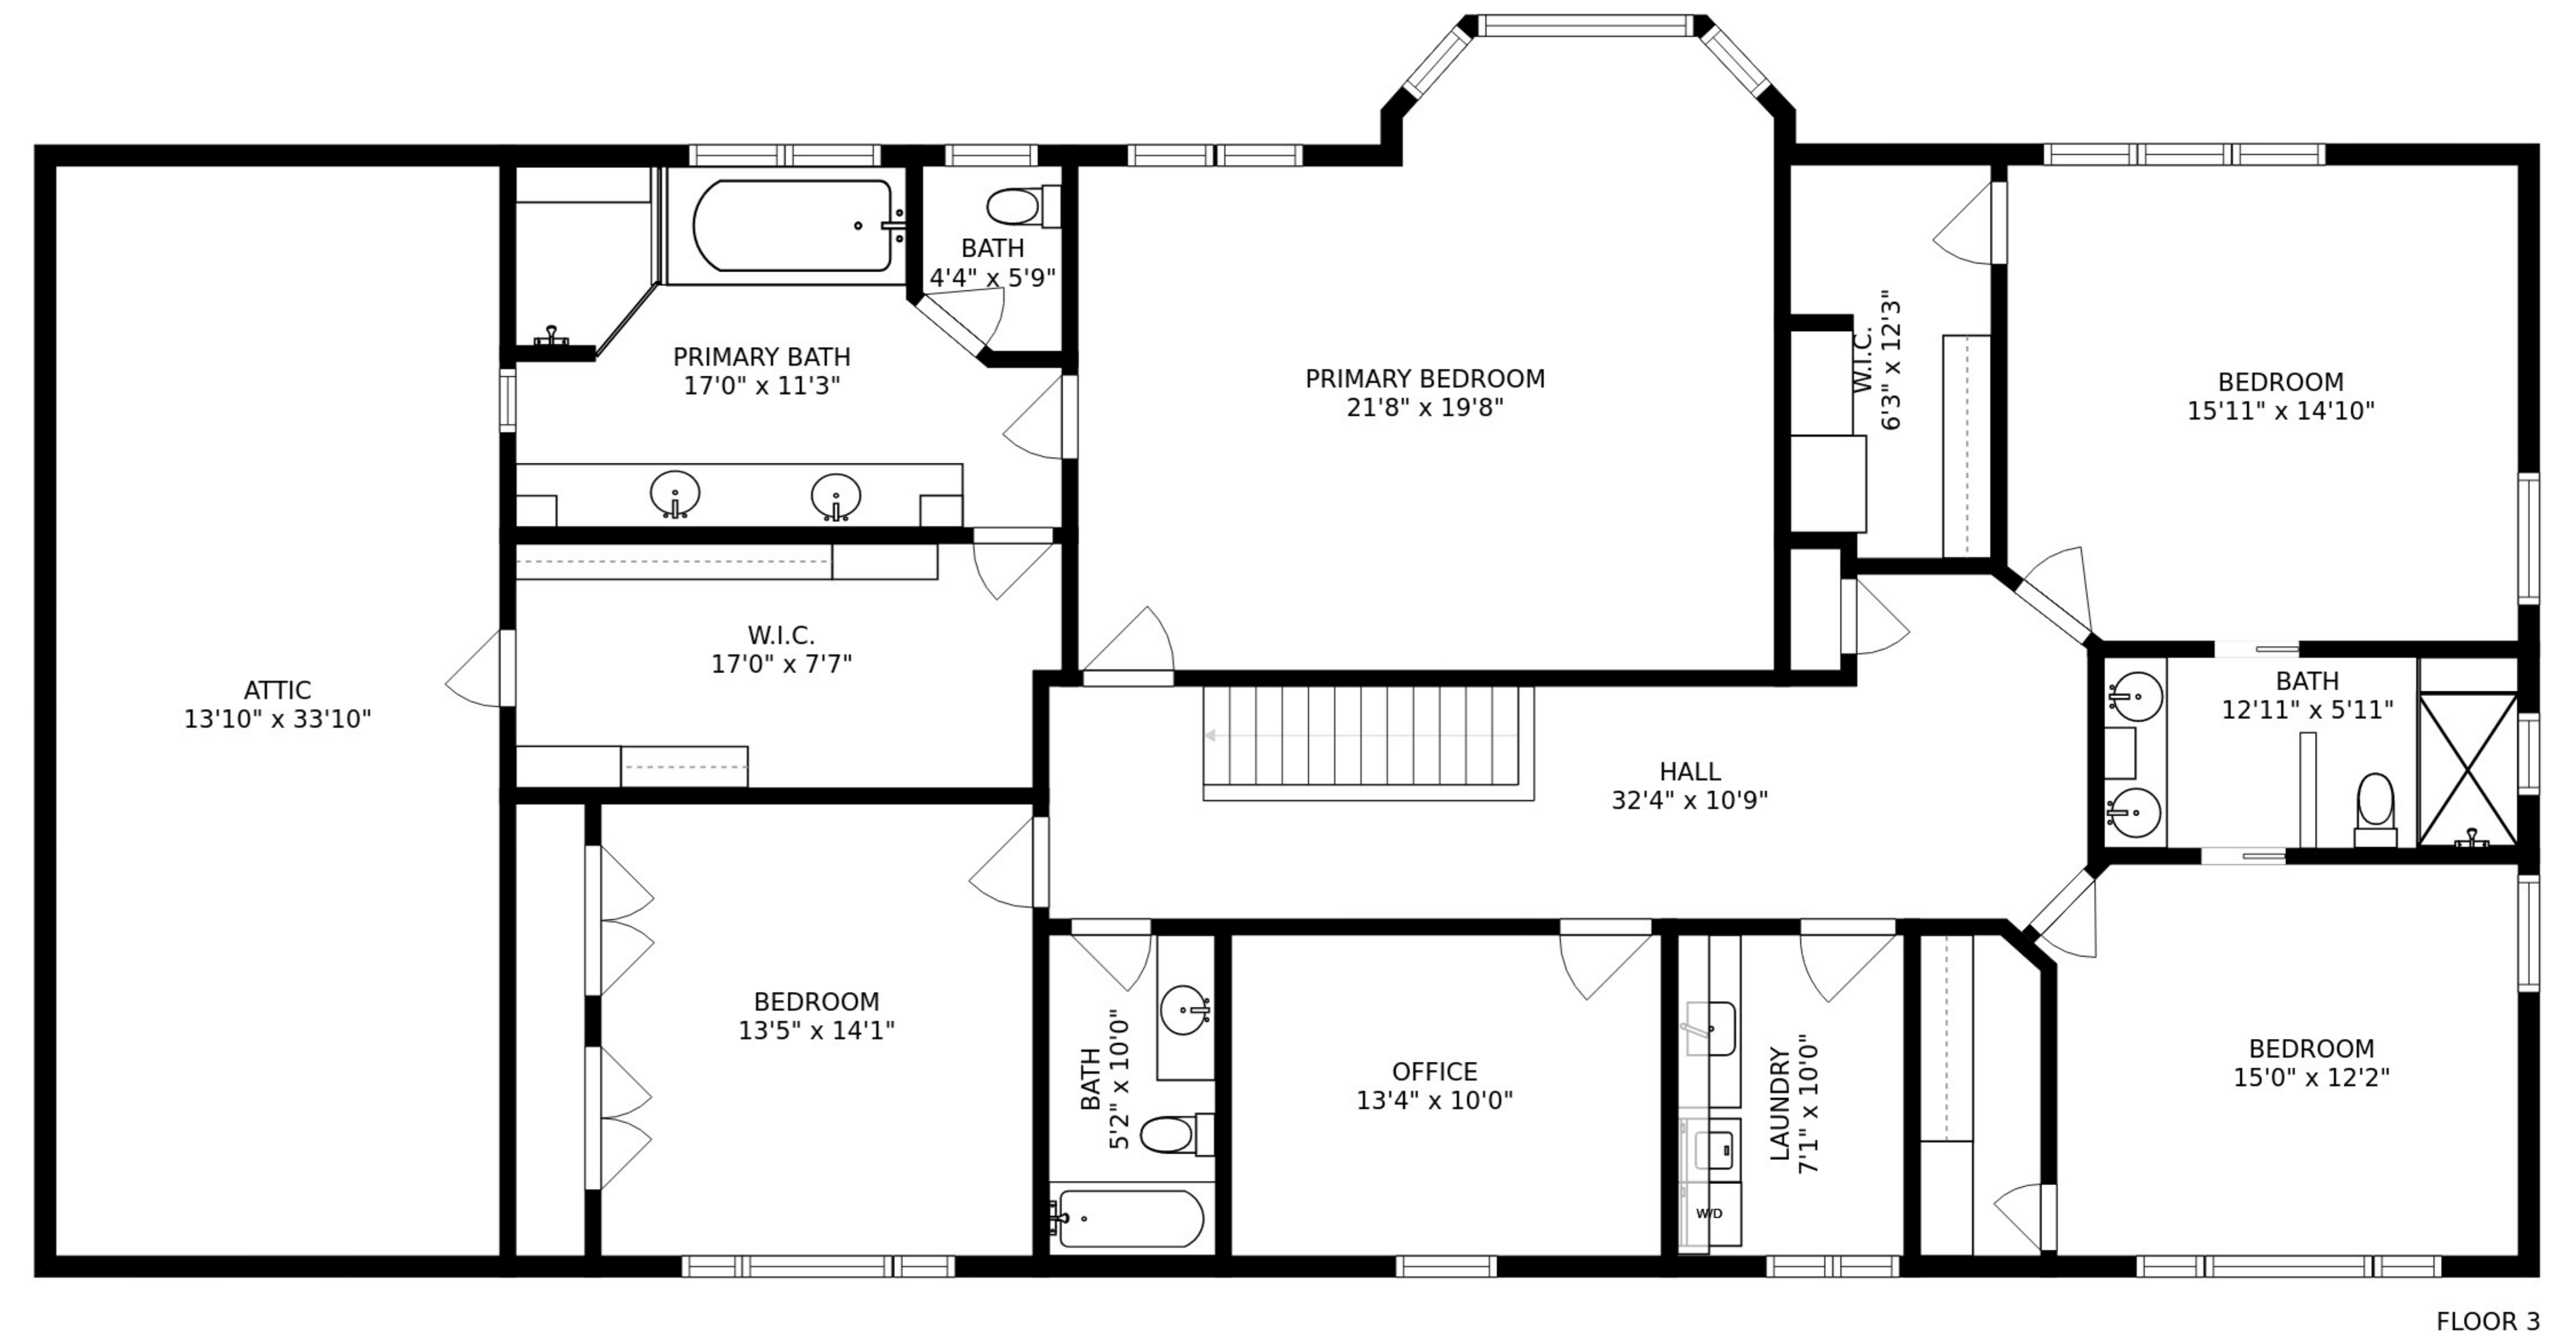 BATH
4'4" x 5'9"
PRIMARY BATH
17'0" x 11'3"
PRIMARY BEDROOM
21'8" x 19'8"
W.I.C.
6'3" x 12'3"
BEDROOM
15'11" x 14'10"
W.I.C.
17'0" x 7'7"
ATTIC
13'10" x 33'10"
BATH
12'11" x 5'11"
HALL
32'4" x 10'9"
BEDROOM
13'5" x 14'1"
BATH
5'2" x 10'0"
OFFICE
13'4" x 10'0"
LAUNDRY
7'1" x 10'0"
W/D
BEDROOM
15'0" x 12'2"
FLOOR 3